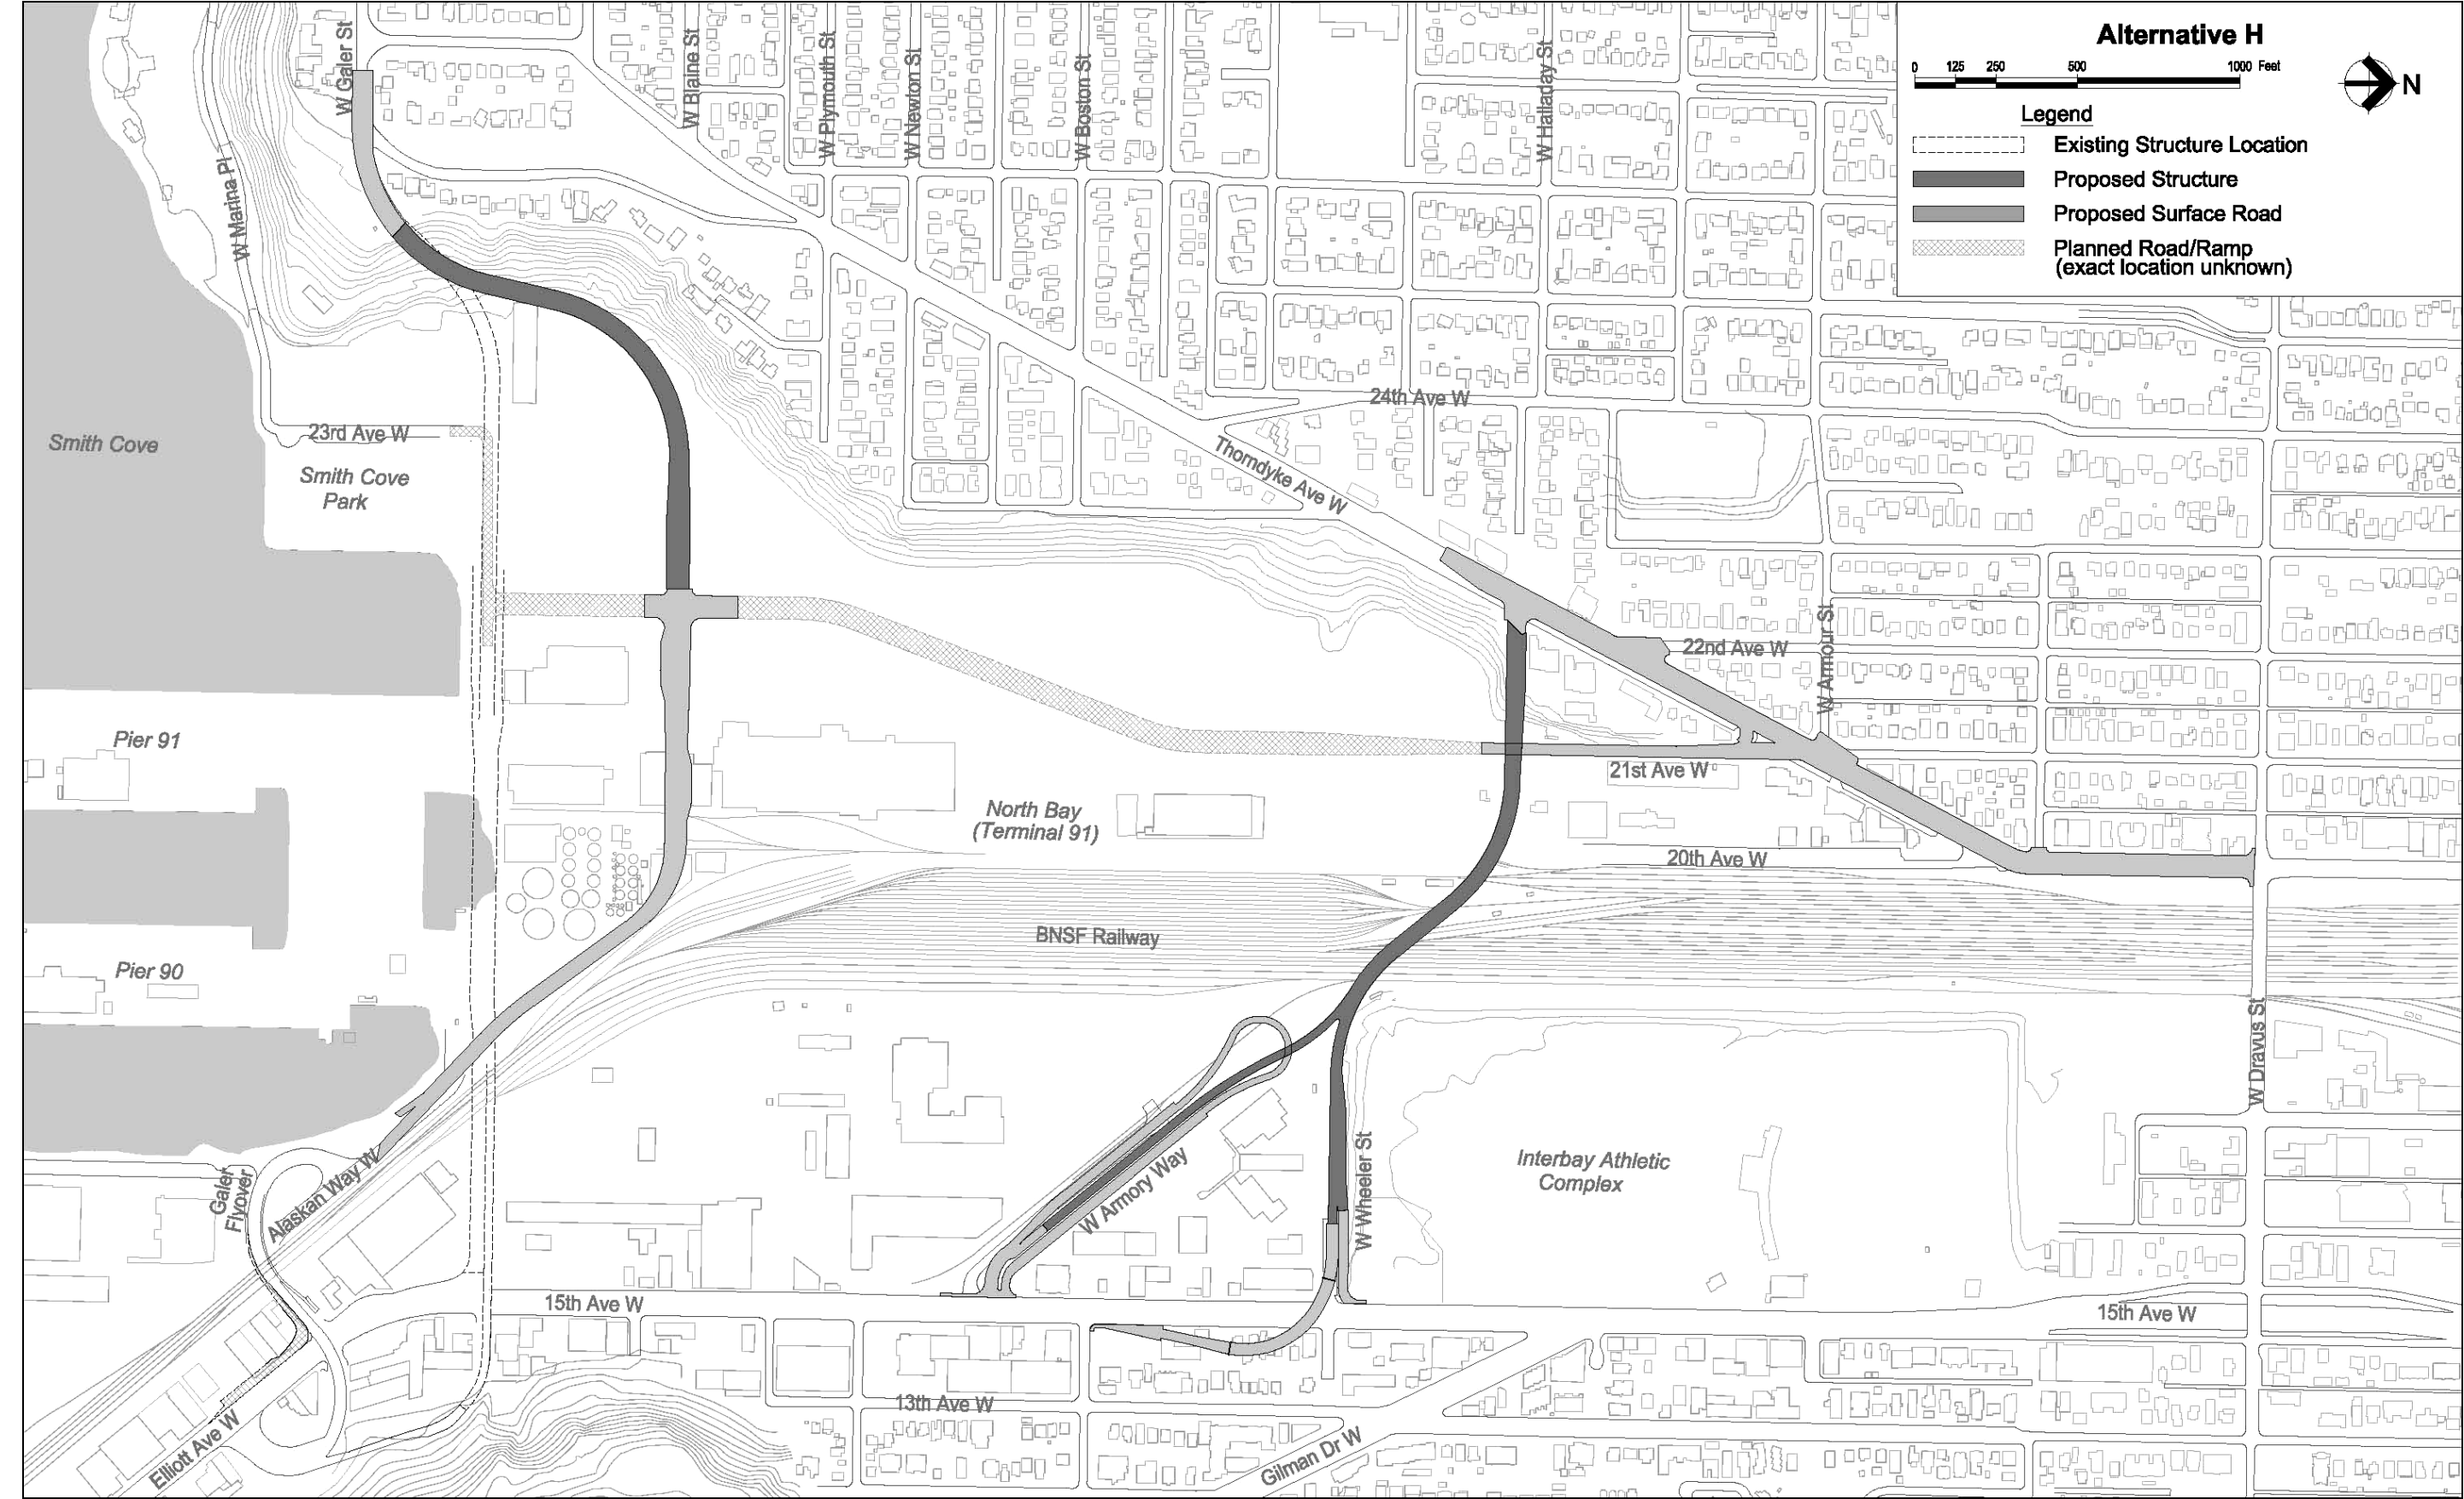 Alternative H
0 125 250 500 1000 Feet
N
Legend
Existing Structure Location
Proposed Structure
Proposed Surface Road
Planned Road/Ramp
(exact location unknown)
W Galer St
W Blaine St
W Plymouth St
W Newton St
W Boston St
W Halladay St
W Marina Pl
24th Ave W
Smith Cove
23rd Ave W
Smith Cove
Park
Thorndyke Ave W
22nd Ave W
W Armour St
Pier 91
21st Ave W
North Bay
(Terminal 91)
20th Ave W
BNSF Railway
Pier 90
W Dravus St
Galer
Flyover
Alaskan Way W
W Armory Way
W Wheeler St
Interbay Athletic
Complex
15th Ave W
15th Ave W
13th Ave W
Elliott Ave W
Gilman Dr W